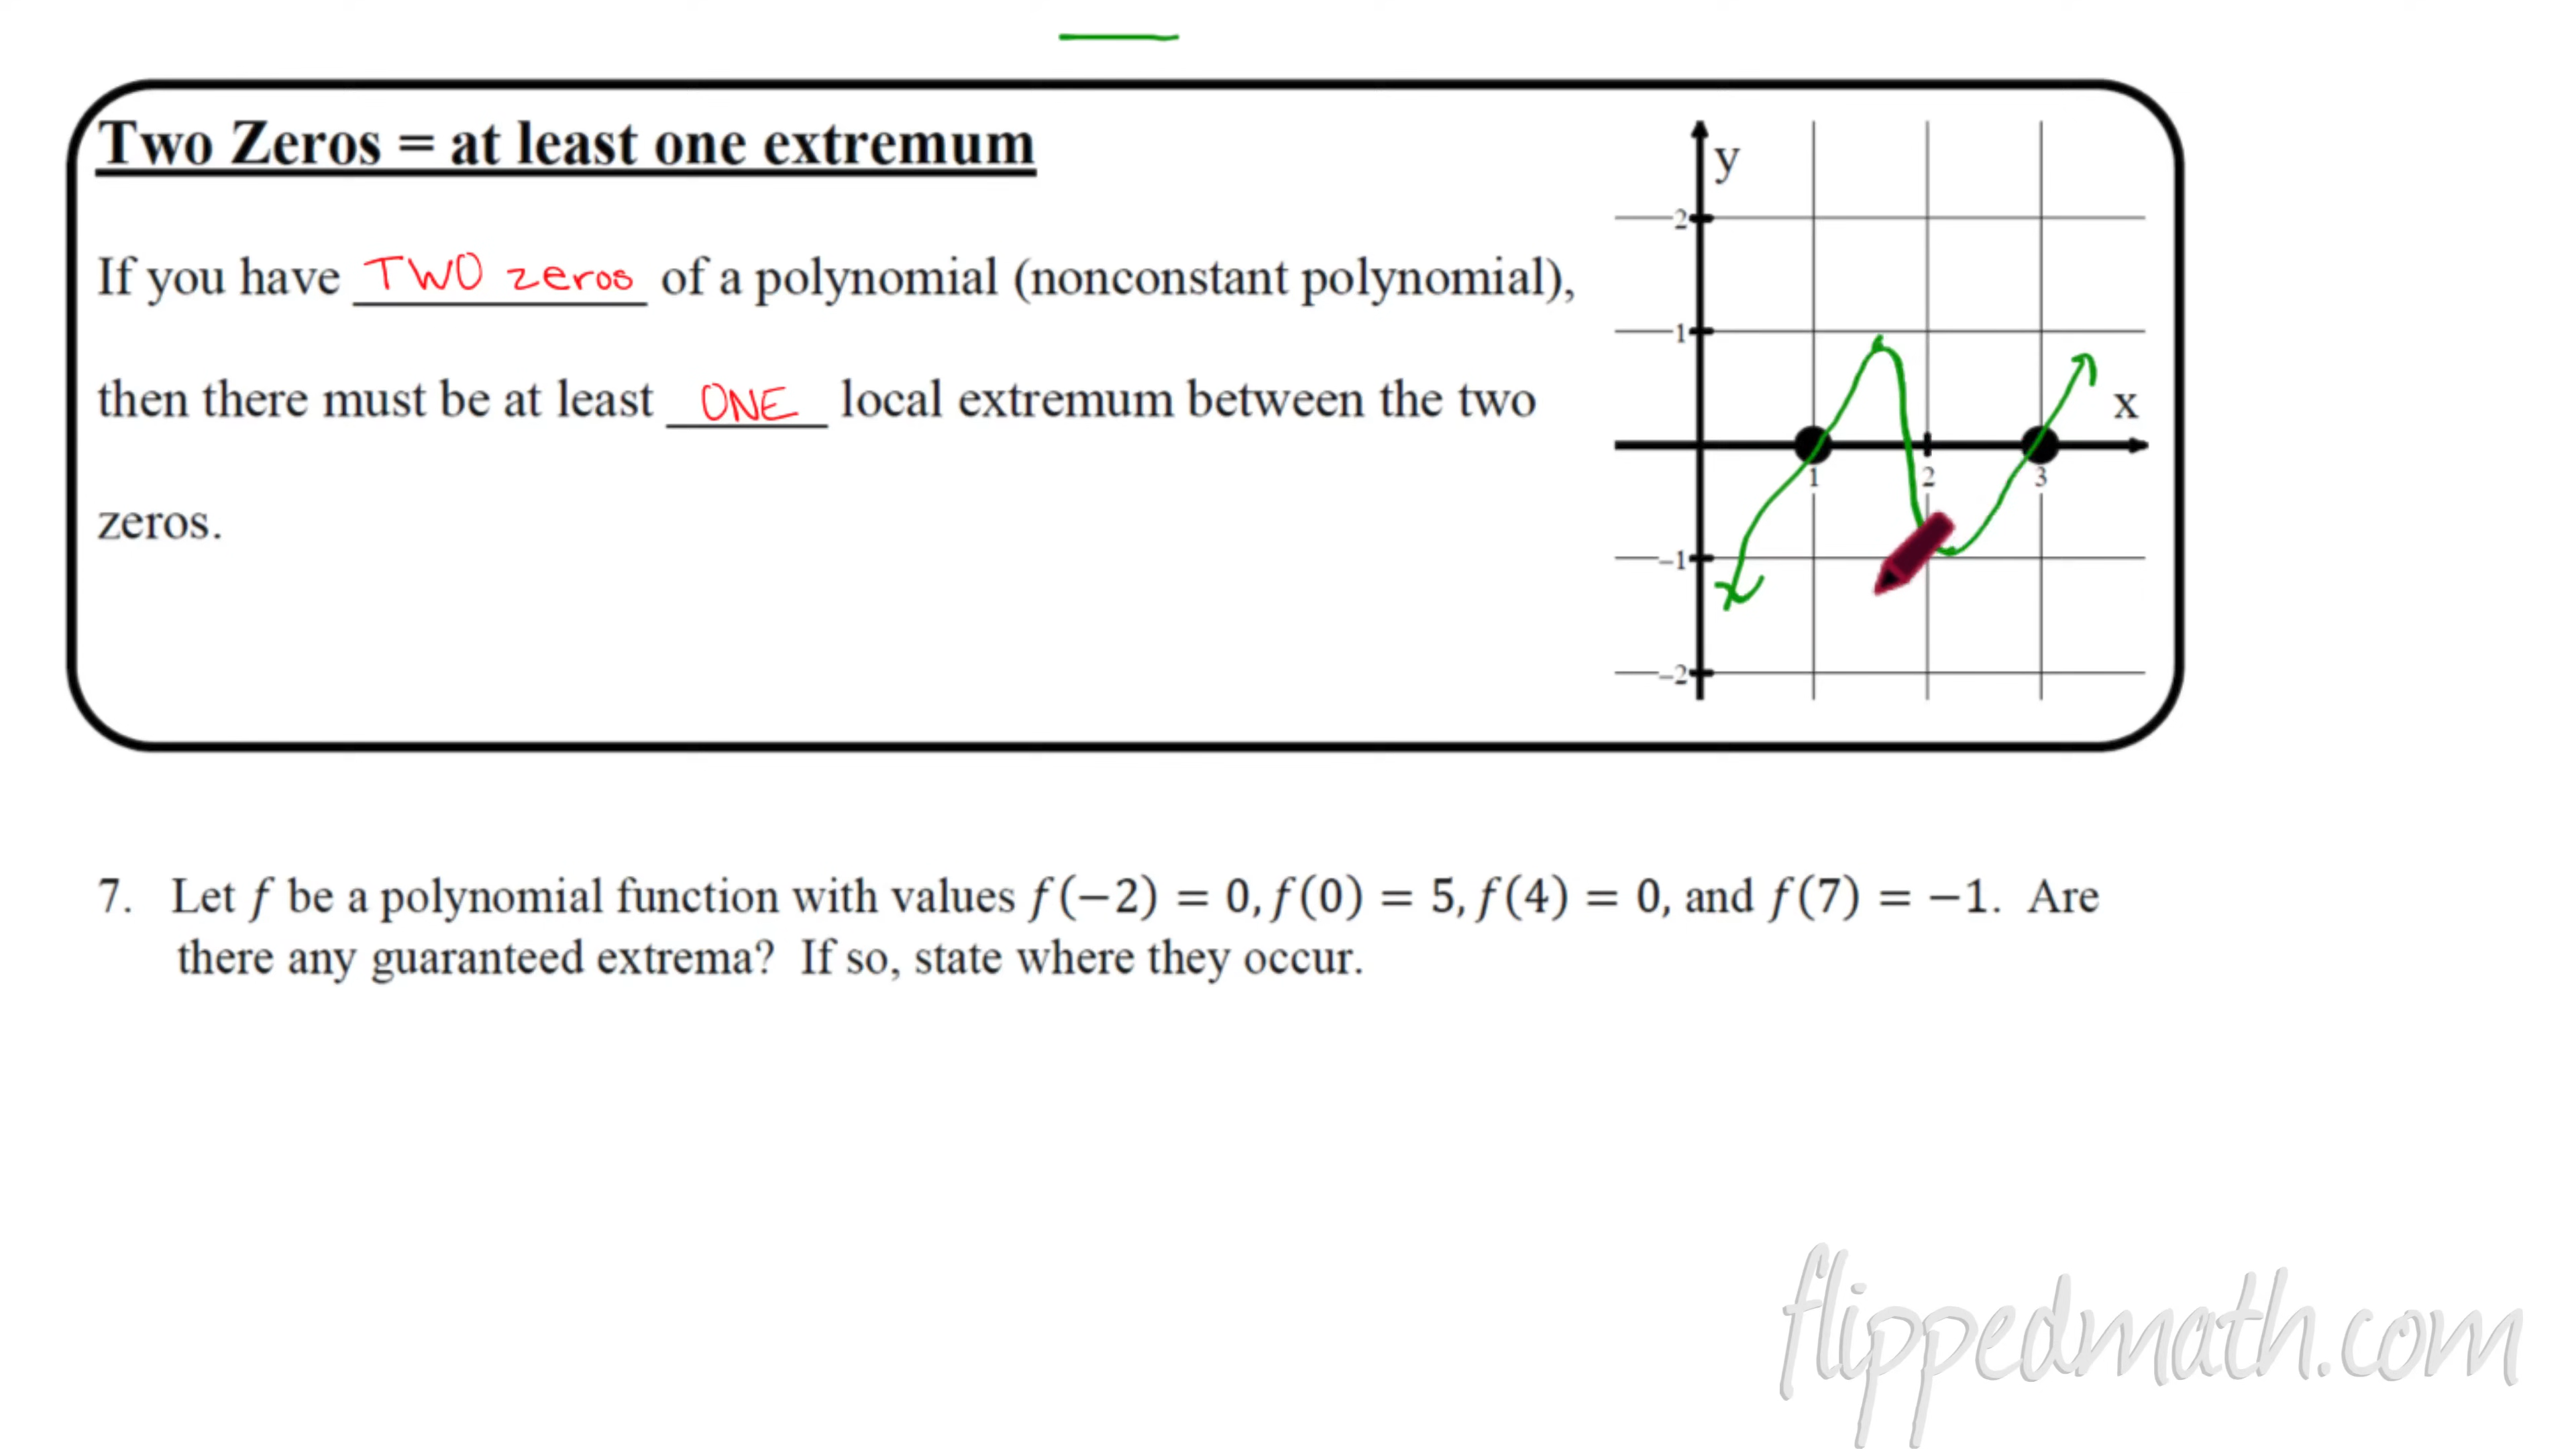 Two Zeros = at least one extremum
If you have TWO zeros of a polynomial (nonconstant polynomial),
then there must be at least ONE local extremum between the two
zeros.
y
2
1
x
1 2 3
-1
-2
7. Let f be a polynomial function with values f(−2) = 0, f(0) = 5, f(4) = 0, and f(7) = −1. Are
there any guaranteed extrema? If so, state where they occur.
flippedmath.com